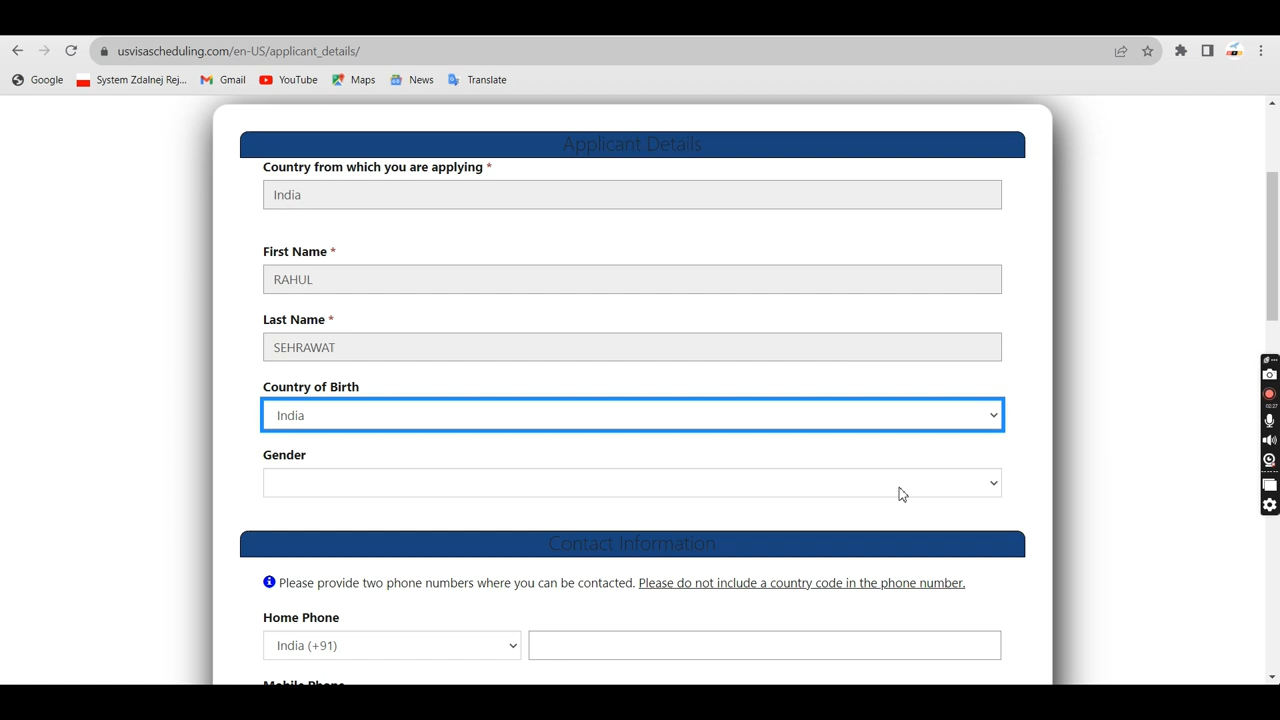 usvisascheduling.com/en-US/applicant_details/
Google System Zdalnej Rej... Gmail YouTube Maps News Translate
Applicant Details
Country from which you are applying *
India
First Name *
RAHUL
Last Name *
SEHRAWAT
Country of Birth
India
Gender
Contact Information
Please provide two phone numbers where you can be contacted. Please do not include a country code in the phone number.
Home Phone
India (+91)
Mobile Phone